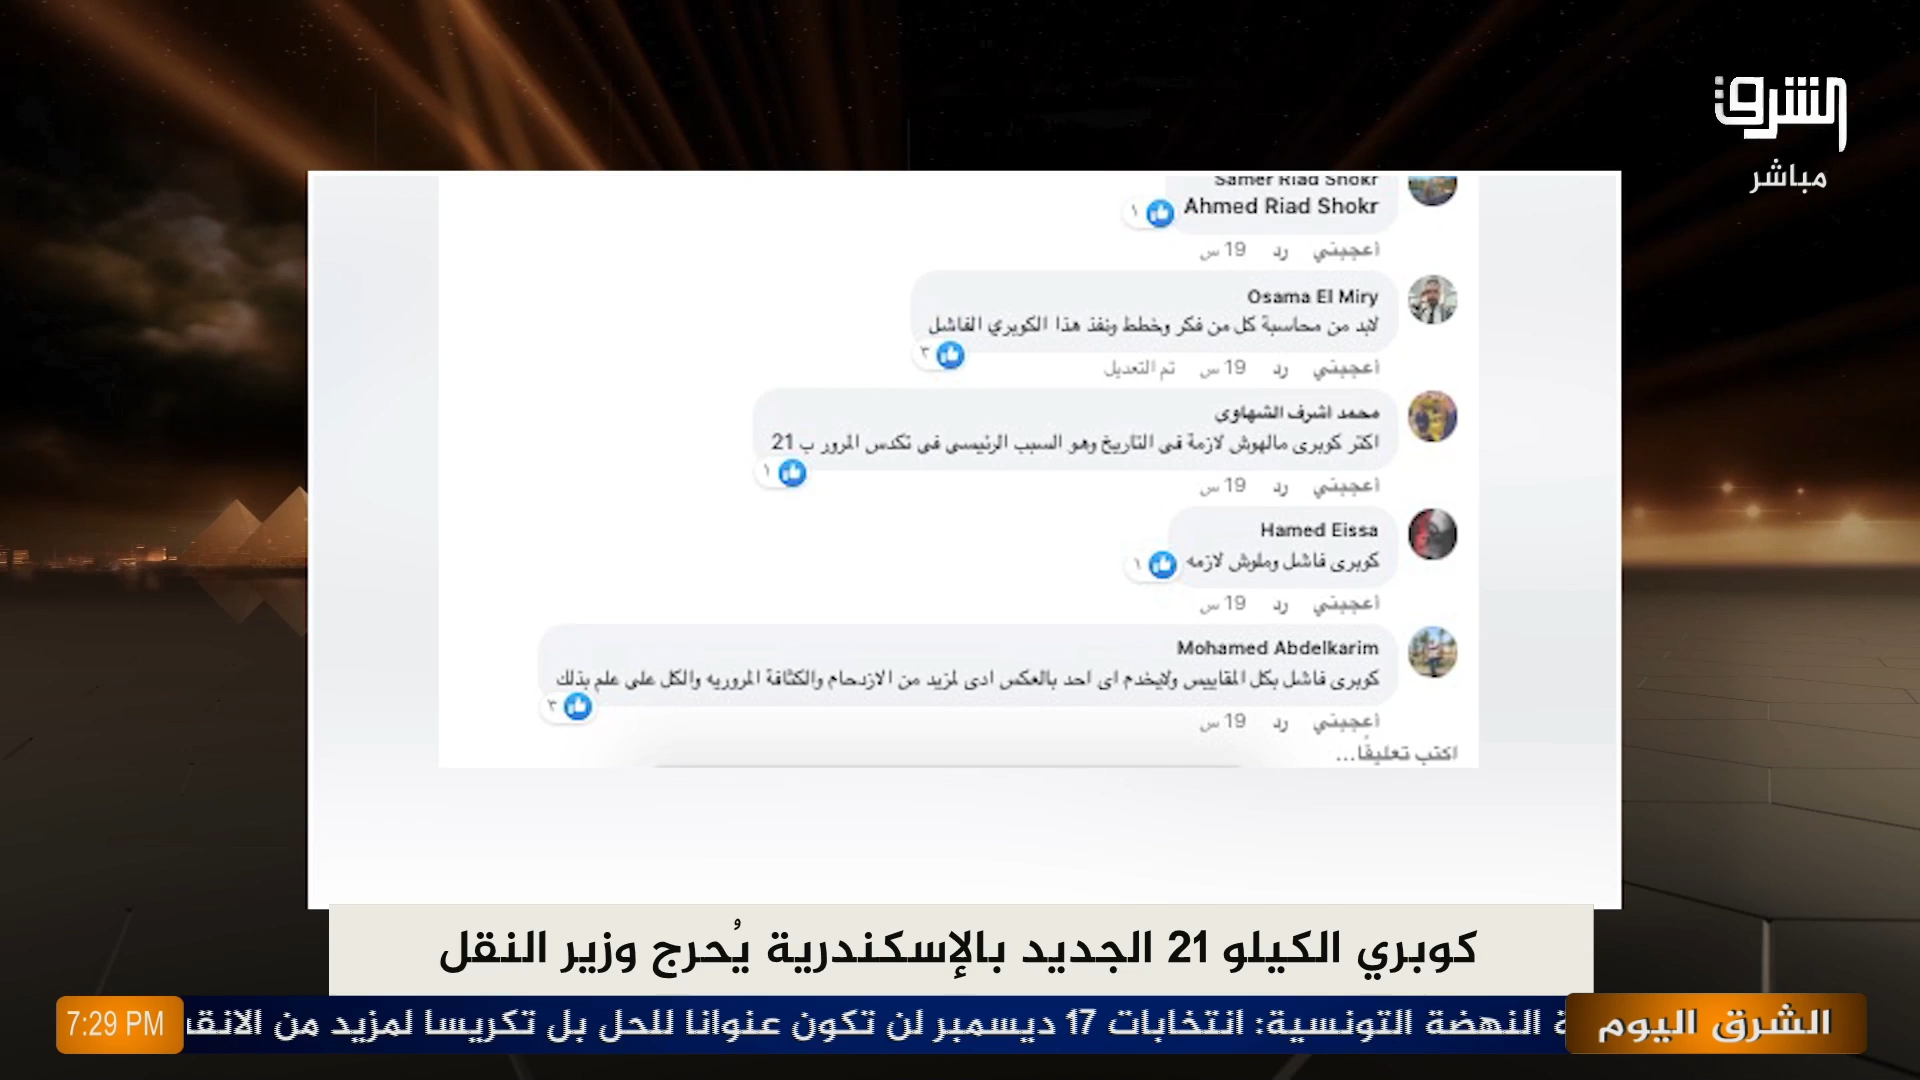 الشرق
مباشر
Samer Riad Shokr
Ahmed Riad Shokr
١
أعجبني رد 19 س
Osama El Miry
لابد من محاسبة كل من فكر وخطط ونفذ هذا الكوبري الفاشل
٣
أعجبني رد 19 س تم التعديل
محمد اشرف الشهاوى
اكتر كوبرى مالهوش لازمة فى التاريخ وهو السبب الرئيسى فى تكدس المرور ب 21
١
أعجبني رد 19 س
Hamed Eissa
كوبرى فاشل وملوش لازمه
١
أعجبني رد 19 س
Mohamed Abdelkarim
كوبرى فاشل بكل المقاييس ولايخدم اى احد بالعكس ادى لمزيد من الازدحام والكثافة المروريه والكل على علم بذلك
٣
أعجبني رد 19 س
اكتب تعليقًا...
كوبري الكيلو 21 الجديد بالإسكندرية يُحرج وزير النقل
الشرق اليوم
ة النهضة التونسية: انتخابات 17 ديسمبر لن تكون عنوانا للحل بل تكريسا لمزيد من الانق
7:29 PM